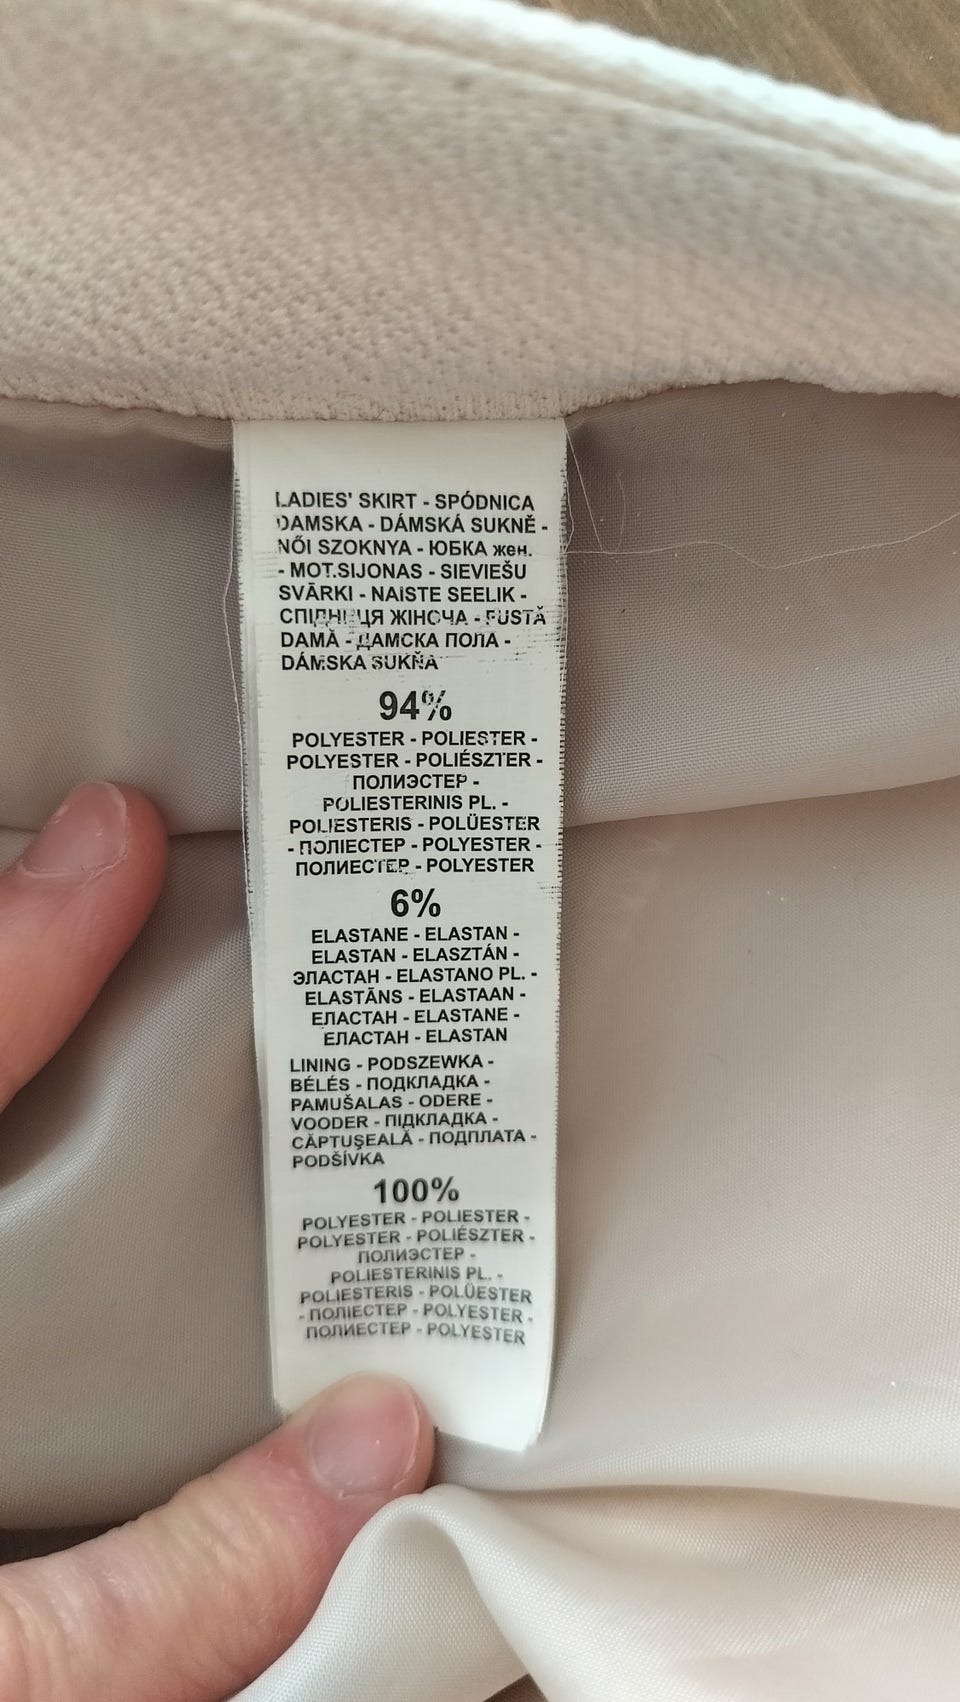 LADIES' SKIRT - SPÓDNICA
DAMSKA - DÁMSKÁ SUKNĚ -
NŐI SZOKNYA - ЮБКА жен.
- MOT.SIJONAS - SIEVIEŠU
SVĀRKI - NAISTE SEELIK -
СПІДНИЦЯ ЖІНОЧА - FUSTĂ
DAMĂ - ДАМСКА ПОЛА -
DÁMSKA SUKŇA
94%
POLYESTER - POLIESTER -
POLYESTER - POLIÉSZTER -
ПОЛИЭСТЕР -
POLIESTERINIS PL. -
POLIESTERIS - POLÜESTER
- ПОЛІЕСТЕР - POLYESTER -
ПОЛИЕСТЕР - POLYESTER
6%
ELASTANE - ELASTAN -
ELASTAN - ELASZTÁN -
ЭЛАСТАН - ELASTANO PL. -
ELASTĀNS - ELASTAAN -
ЕЛАСТАН - ELASTANE -
ЕЛАСТАН - ELASTAN
LINING - PODSZEWKA -
BÉLÉS - ПОДКЛАДКА -
PAMUŠALAS - ODERE -
VOODER - ПІДКЛАДКА -
CĂPTUŞEALĂ - ПОДПЛАТА -
PODŠÍVKA
100%
POLYESTER - POLIESTER -
POLYESTER - POLIÉSZTER -
ПОЛИЭСТЕР -
POLIESTERINIS PL. -
POLIESTERIS - POLÜESTER
- ПОЛІЕСТЕР - POLYESTER -
ПОЛИЕСТЕР - POLYESTER